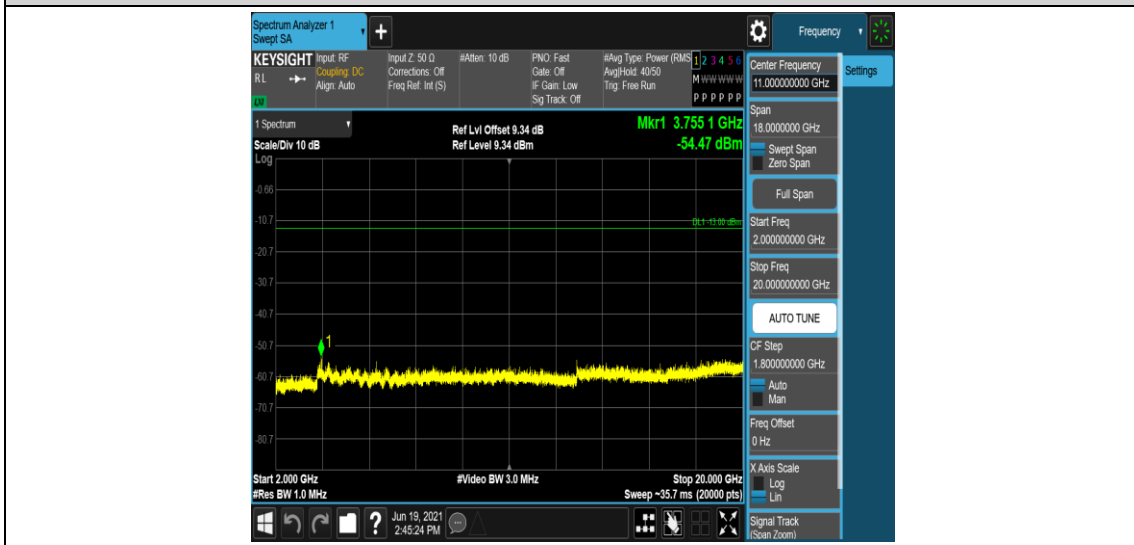 Spectrum Analyzer 1
Swept SA
+
Frequency
KEYSIGHT Input: RF
RL
Coupling: DC
Align: Auto
Input Z: 50 Ω
Corrections: Off
Freq Ref: Int (S)
#Atten: 10 dB
PNO: Fast
Gate: Off
IF Gain: Low
Sig Track: Off
#Avg Type: Power (RMS
Avg|Hold: 40/50
Trig: Free Run
1 2 3 4 5 6
M W W W W W
P P P P P P
1 Spectrum
Scale/Div 10 dB
Ref Lvl Offset 9.34 dB
Ref Level 9.34 dBm
Mkr1 3.755 1 GHz
-54.47 dBm
Log
-0.66
-10.7
DL1 -13.00 dBm
-20.7
-30.7
-40.7
-50.7
1
-60.7
-70.7
-80.7
Start 2.000 GHz
#Video BW 3.0 MHz
Stop 20.000 GHz
#Res BW 1.0 MHz
Sweep ~35.7 ms (20000 pts)
?
Jun 19, 2021
2:45:24 PM
Center Frequency
11.000000000 GHz
Settings
Span
18.0000000 GHz
Swept Span
Zero Span
Full Span
Start Freq
2.000000000 GHz
Stop Freq
20.000000000 GHz
AUTO TUNE
CF Step
1.800000000 GHz
Auto
Man
Freq Offset
0 Hz
X Axis Scale
Log
Lin
Signal Track
(Span Zoom)